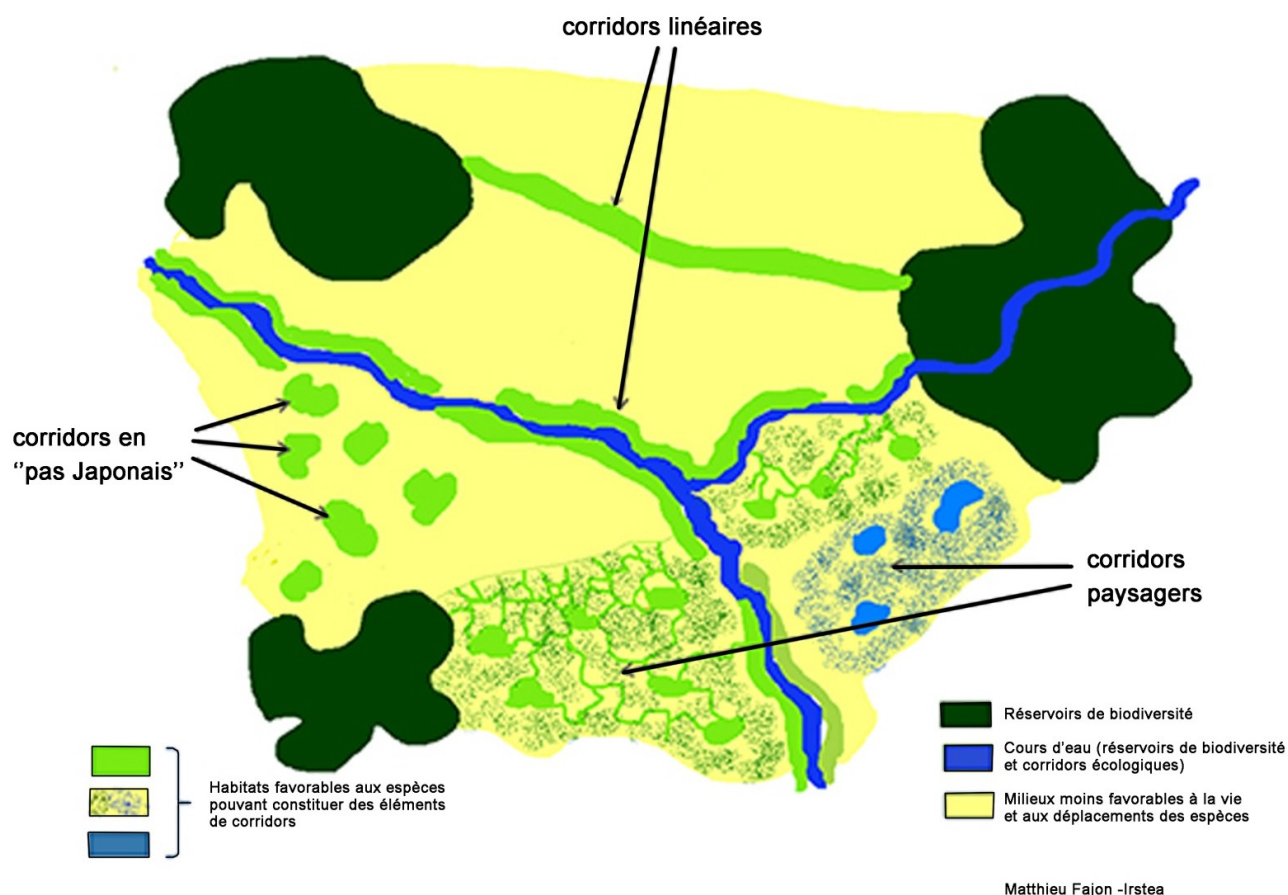 corridors linéaires
corridors en
"pas Japonais"
corridors
paysagers
Réservoirs de biodiversité
Cours d'eau (réservoirs de biodiversité
et corridors écologiques)
Milieux moins favorables à la vie
et aux déplacements des espèces
Habitats favorables aux espèces
pouvant constituer des éléments
de corridors
Matthieu Fajon -Irstea